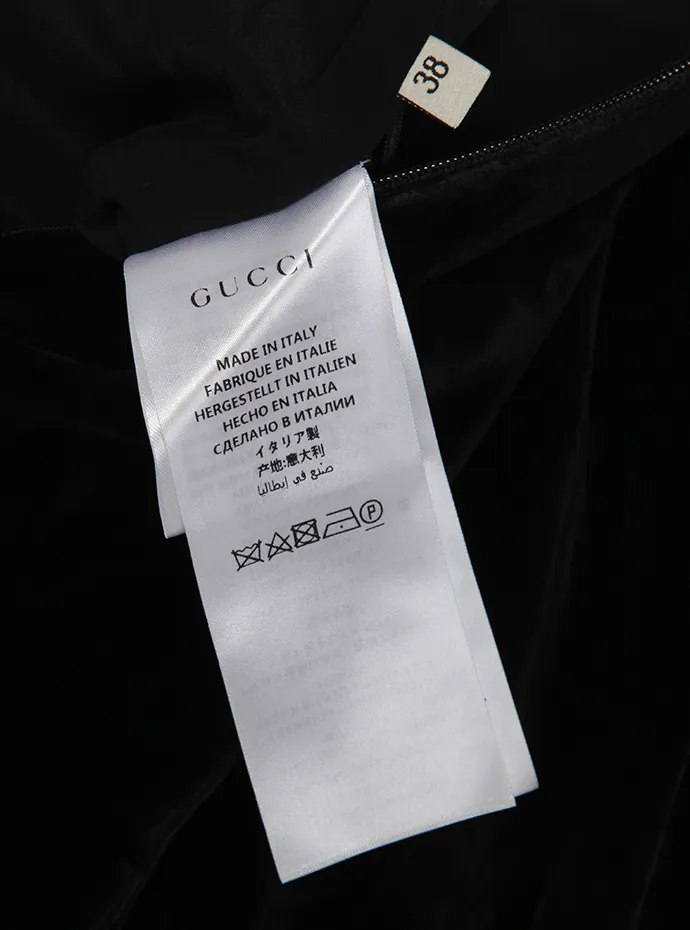 38
GUCCI
MADE IN ITALY
FABRIQUE EN ITALIE
HERGESTELLT IN ITALIEN
HECHO EN ITALIA
СДЕЛАНО В ИТАЛИИ
イタリア製
产地:意大利
صنع في إيطاليا
P